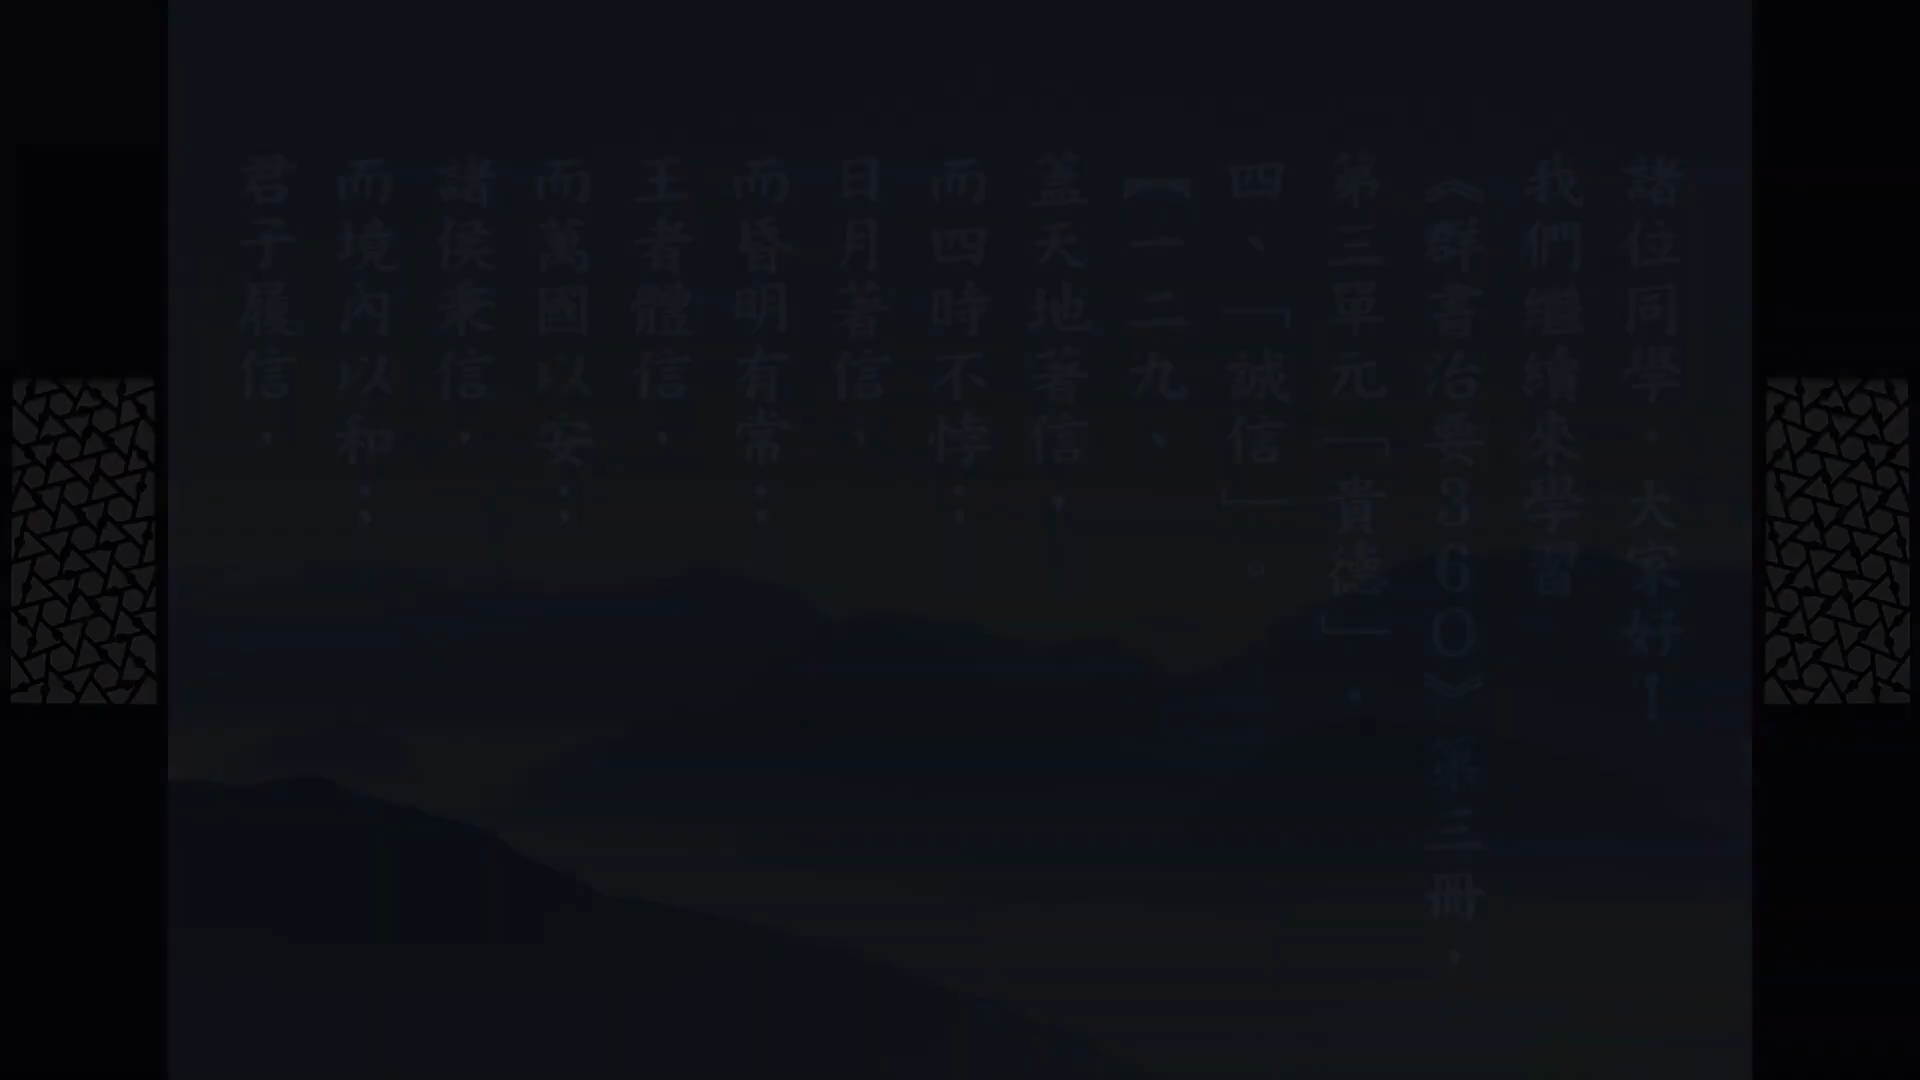 諸位同學,大家好!
我們繼續來學習
《群書治要360》第三冊,
第三單元「貴德」,
四、「誠信」。
【一二九、
蓋天地著信,
而四時不悖;
日月著信,
而昏明有常;
王者體信,
而萬國以安;
諸侯秉信,
而境內以和;
君子履信,